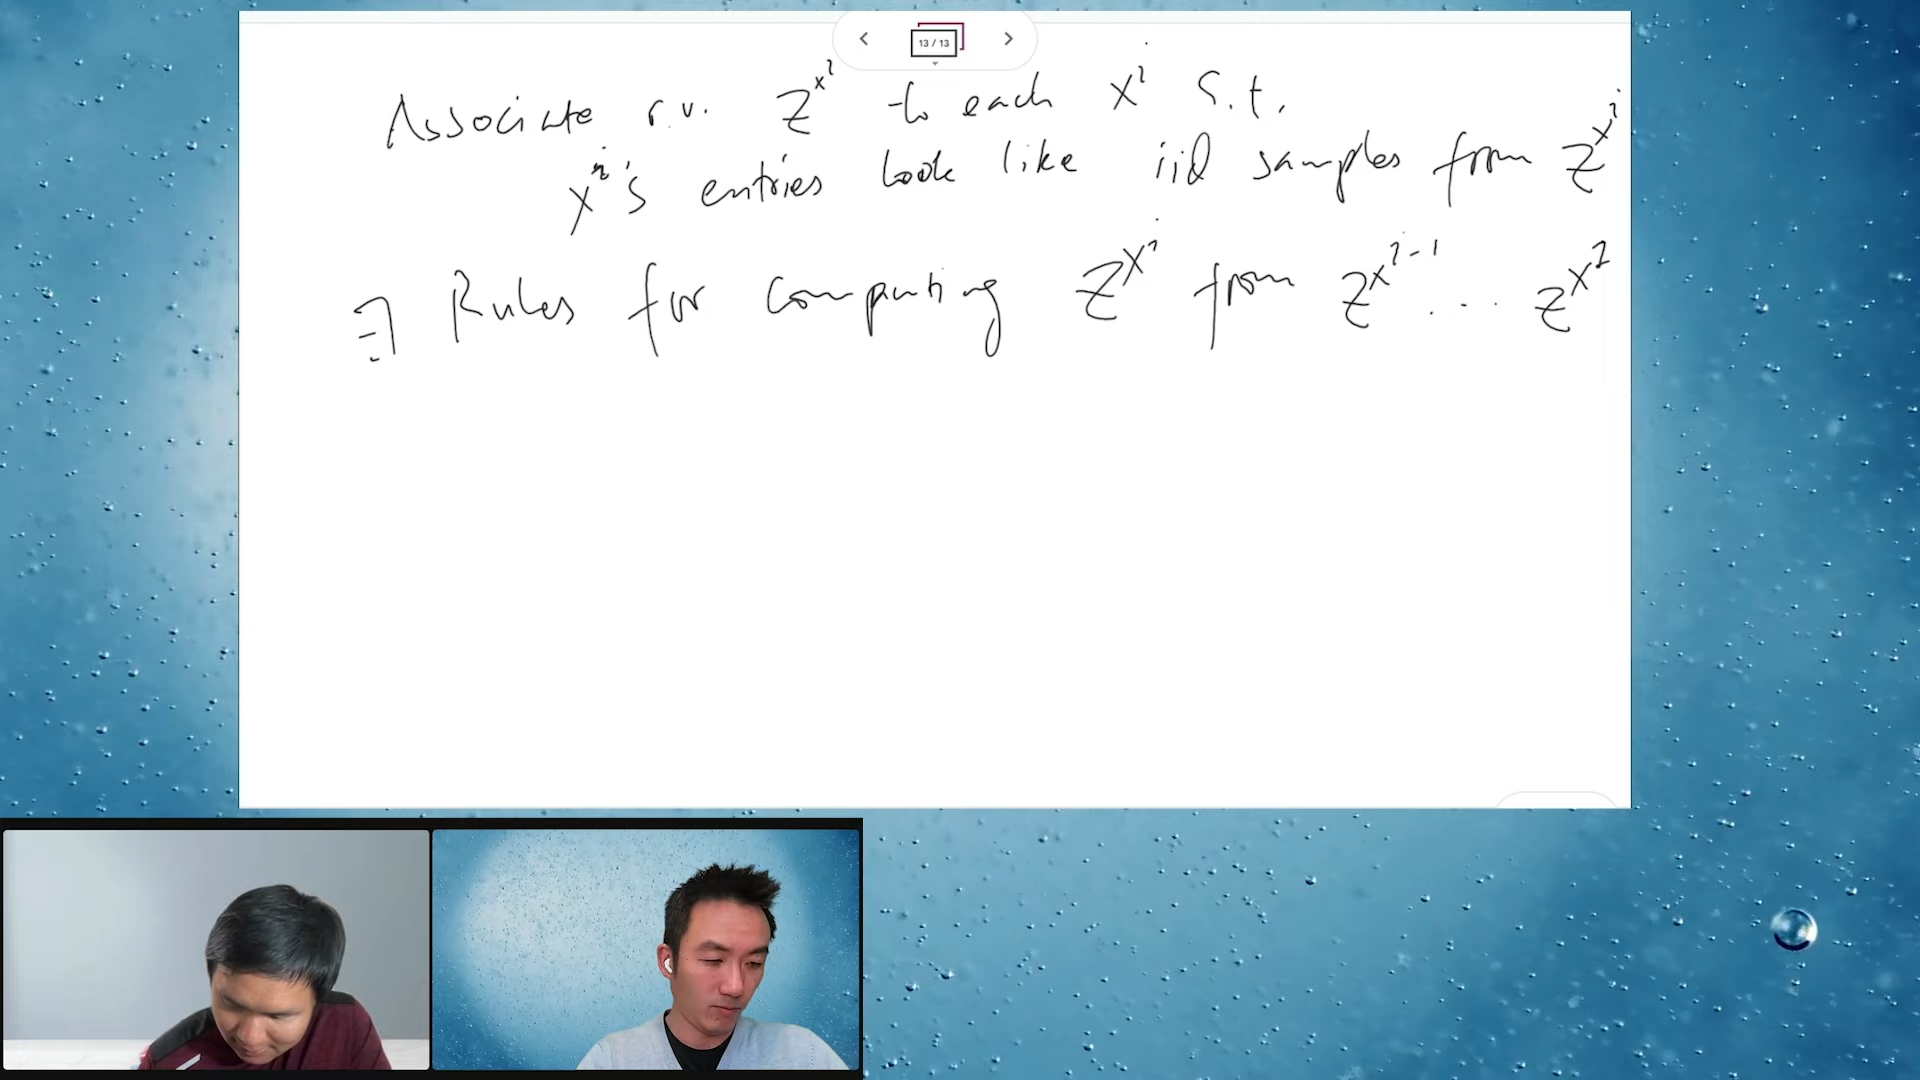 13 / 13
Associate r.v. Z^{x^i} to each x^i s.t.
x^i's entries look like iid samples from Z^{x^i}
∃ Rules for computing Z^{x^i} from Z^{x^{i-1}} ... Z^{x^1}